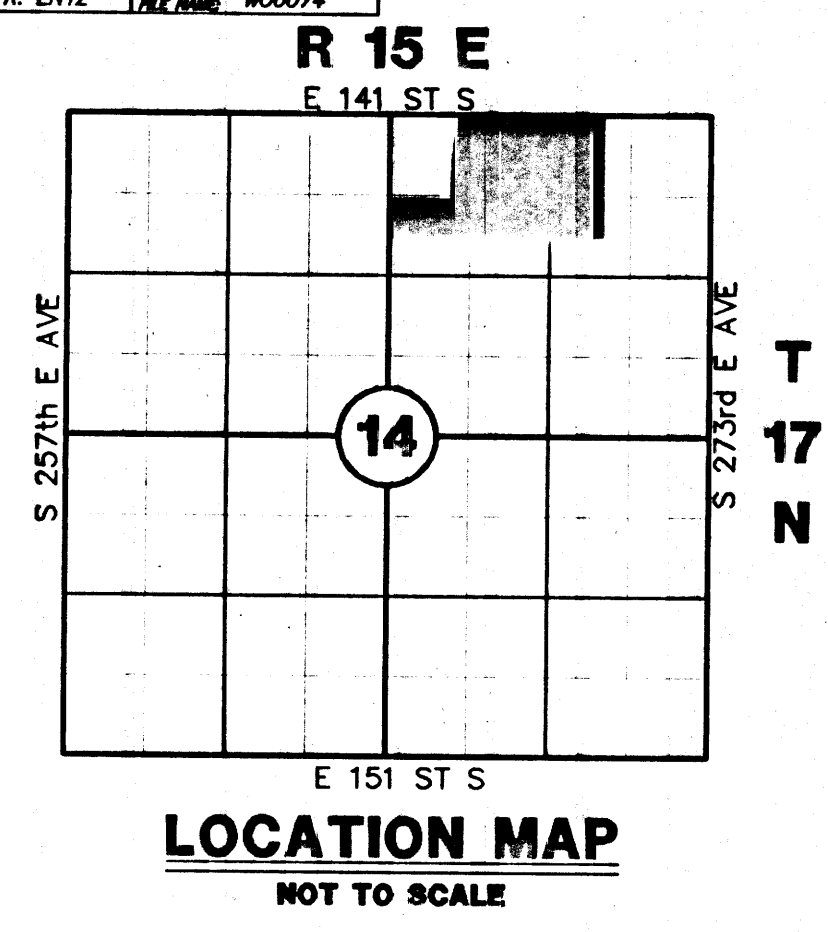 R 15 E
E 141 ST S
S 257th E AVE
S 273rd E AVE
T
17
N
14
E 151 ST S
LOCATION MAP
NOT TO SCALE